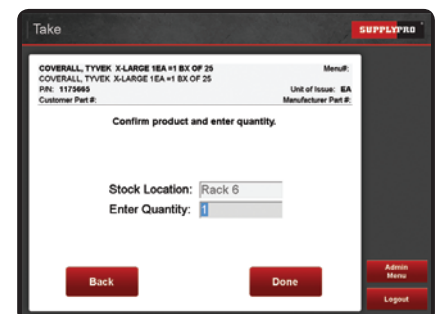 Take
SUPPLYPRO
COVERALL, TYVEK X-LARGE 1EA =1 BX OF 25
Menu#:
COVERALL, TYVEK X-LARGE 1EA =1 BX OF 25
P/N: 1175665
Unit of Issue: EA
Customer Part #:
Manufacturer Part #:
Confirm product and enter quantity.
Stock Location: Rack 6
Enter Quantity: 1
Back
Done
Admin
Menu
Logout